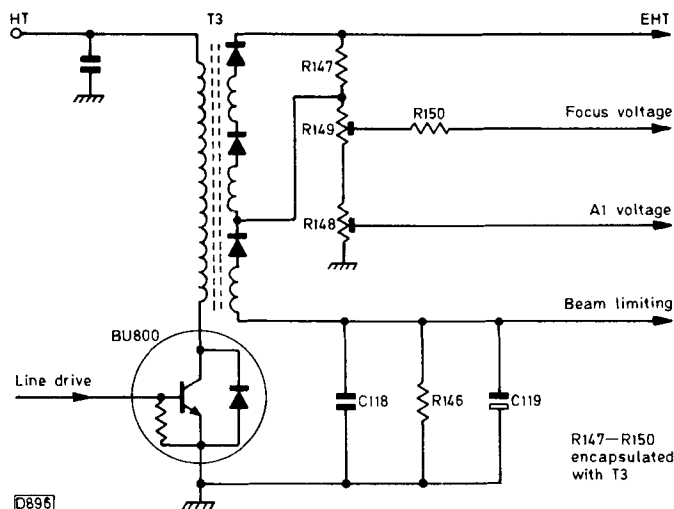 HT
T3
EHT
R147
R149
R150
Focus voltage
R148
A1 voltage
BU800
Beam limiting
Line drive
C118
R146
C119
R147—R150
encapsulated
with T3
D896